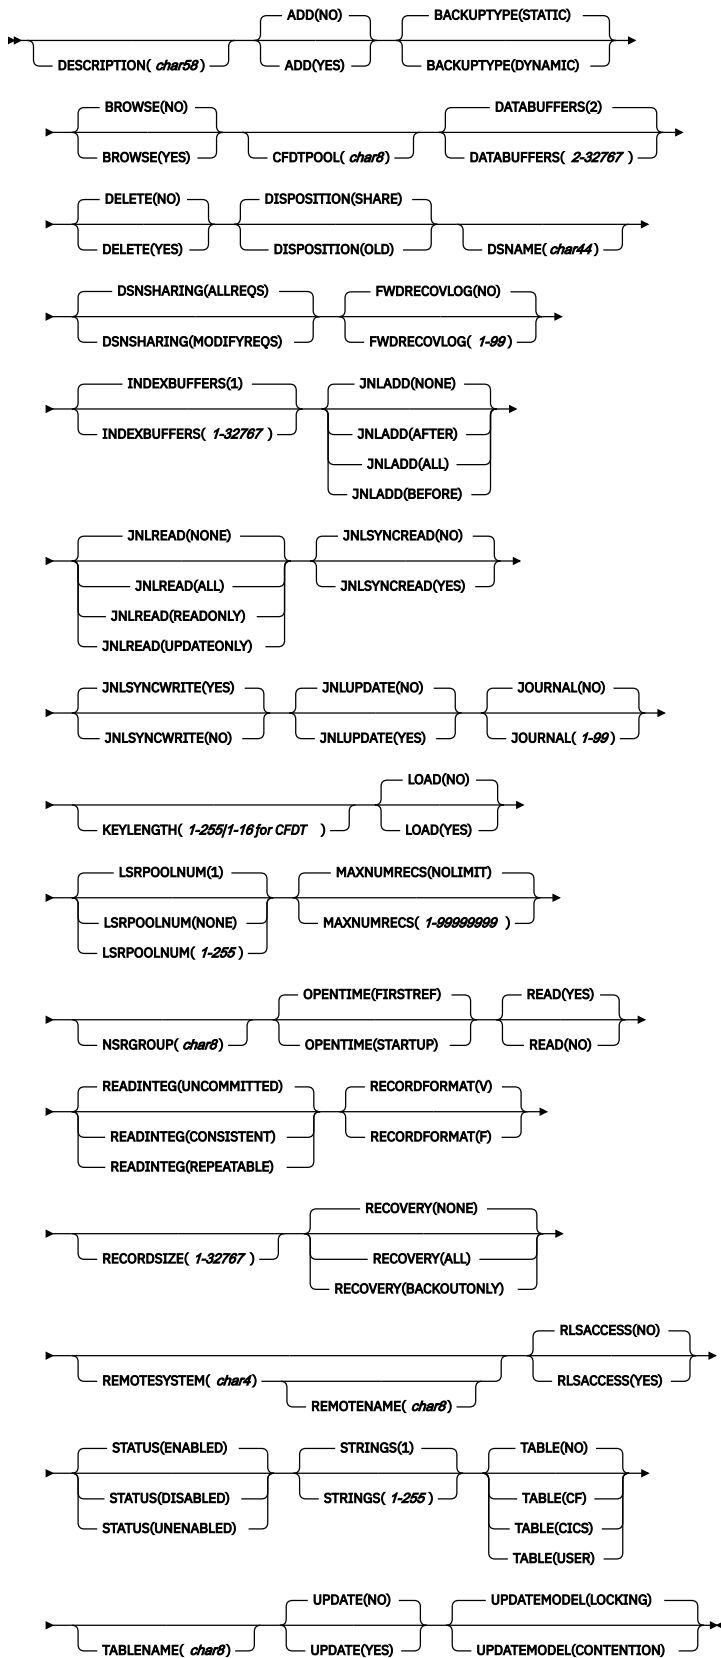 ADD(NO) BACKUPTYPE(STATIC)
DESCRIPTION( char58 ) ADD(YES) BACKUPTYPE(DYNAMIC)
BROWSE(NO) DATABUFFERS(2)
BROWSE(YES) CFDTPOOL( char8 ) DATABUFFERS( 2-32767 )
DELETE(NO) DISPOSITION(SHARE)
DELETE(YES) DISPOSITION(OLD) DSNAME( char44 )
DSNSHARING(ALLREQS) FWDRECOVLOG(NO)
DSNSHARING(MODIFYREQS) FWDRECOVLOG( 1-99 )
INDEXBUFFERS(1) JNLADD(NONE)
INDEXBUFFERS( 1-32767 ) JNLADD(AFTER)
JNLADD(ALL)
JNLADD(BEFORE)
JNLREAD(NONE) JNLSYNCREAD(NO)
JNLREAD(ALL) JNLSYNCREAD(YES)
JNLREAD(READONLY)
JNLREAD(UPDATEONLY)
JNLSYNCWRITE(YES) JNLUPDATE(NO) JOURNAL(NO)
JNLSYNCWRITE(NO) JNLUPDATE(YES) JOURNAL( 1-99 )
LOAD(NO)
KEYLENGTH( 1-255|1-16 for CFDT ) LOAD(YES)
LSRPOOLNUM(1) MAXNUMRECS(NOLIMIT)
LSRPOOLNUM(NONE) MAXNUMRECS( 1-99999999 )
LSRPOOLNUM( 1-255 )
OPENTIME(FIRSTREF) READ(YES)
NSRGROUP( char8 ) OPENTIME(STARTUP) READ(NO)
READINTEG(UNCOMMITTED) RECORDFORMAT(V)
READINTEG(CONSISTENT) RECORDFORMAT(F)
READINTEG(REPEATABLE)
RECOVERY(NONE)
RECORDSIZE( 1-32767 ) RECOVERY(ALL)
RECOVERY(BACKOUTONLY)
RLSACCESS(NO)
REMOTESYSTEM( char4 ) RLSACCESS(YES)
REMOTENAME( char8 )
STATUS(ENABLED) STRINGS(1) TABLE(NO)
STATUS(DISABLED) STRINGS( 1-255 ) TABLE(CF)
STATUS(UNENABLED) TABLE(CICS)
TABLE(USER)
UPDATE(NO) UPDATEMODEL(LOCKING)
TABLENAME( char8 ) UPDATE(YES) UPDATEMODEL(CONTENTION)